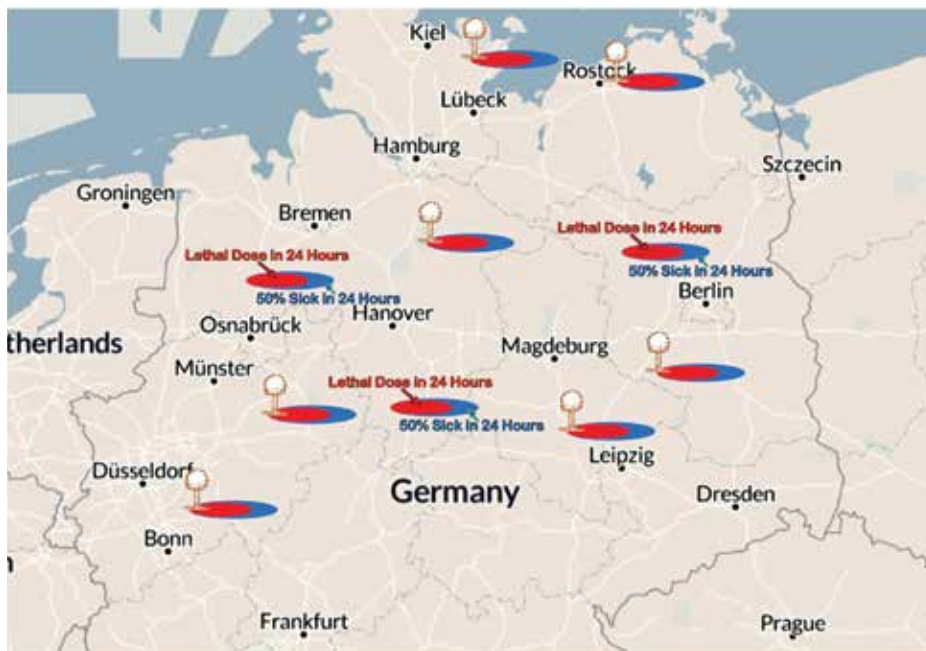 Kiel
Rostock
Lübeck
Hamburg
Szczecin
Groningen
Bremen
Lethal Dose in 24 Hours
50% Sick in 24 Hours
Lethal Dose in 24 Hours
50% Sick in 24 Hours
Berlin
Hanover
Osnabrück
therlands
Magdeburg
Münster
Lethal Dose in 24 Hours
50% Sick in 24 Hours
Leipzig
Düsseldorf
Germany
Dresden
Bonn
Frankfurt
Prague